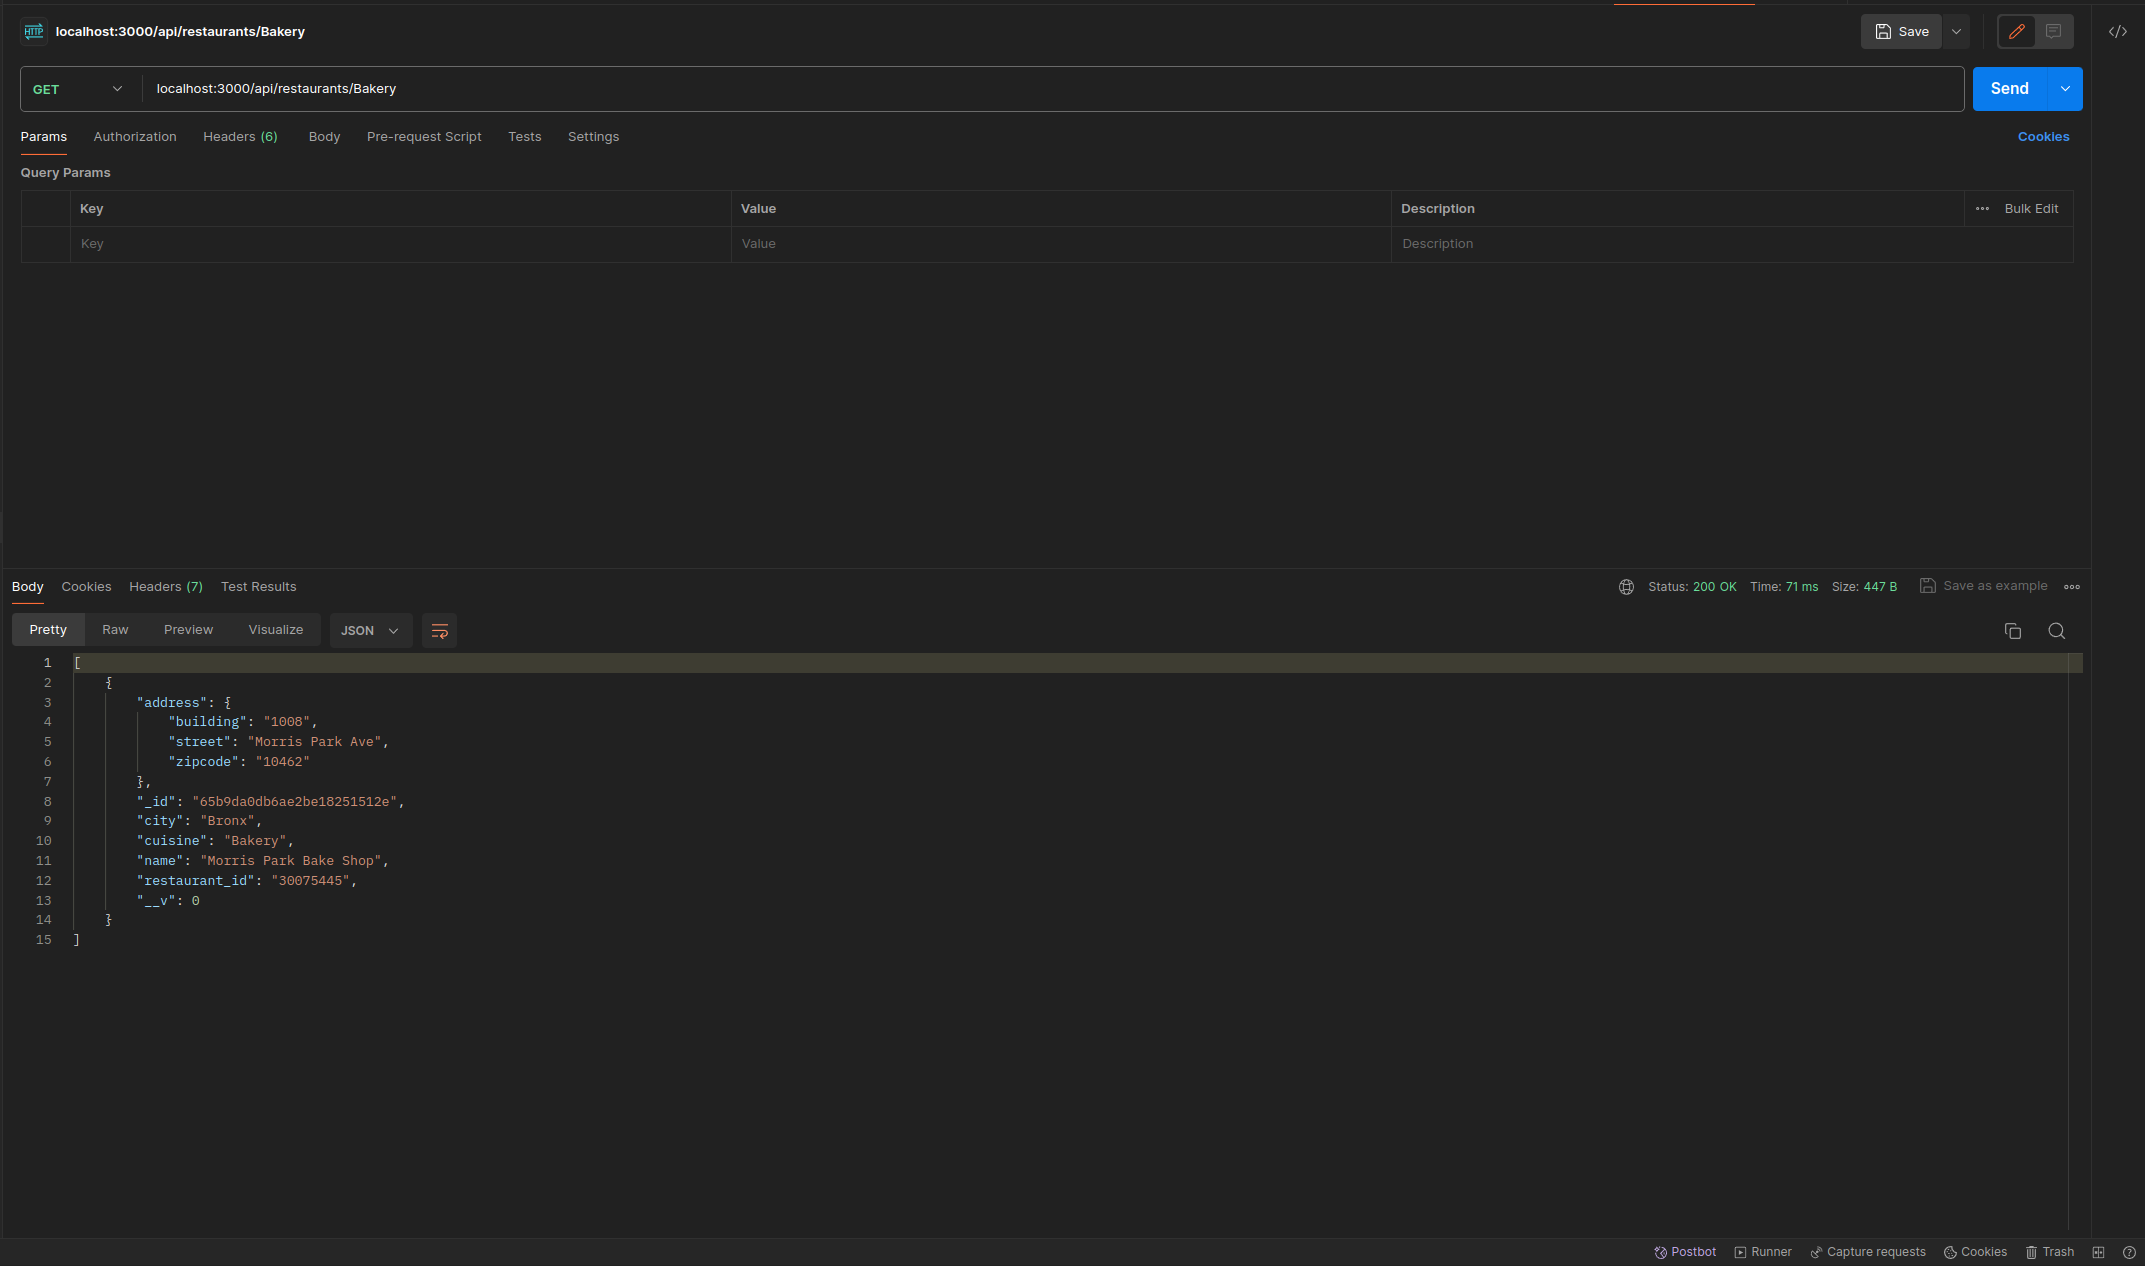 HTTP localhost:3000/api/restaurants/Bakery Save
GET localhost:3000/api/restaurants/Bakery Send
Params Authorization Headers (6) Body Pre-request Script Tests Settings Cookies
Query Params
Key Value Description Bulk Edit
Key Value Description
Body Cookies Headers (7) Test Results Status: 200 OK Time: 71 ms Size: 447 B Save as example
Pretty Raw Preview Visualize JSON
1 [
2 {
3 "address": {
4 "building": "1008",
5 "street": "Morris Park Ave",
6 "zipcode": "10462"
7 },
8 "_id": "65b9da0db6ae2be18251512e",
9 "city": "Bronx",
10 "cuisine": "Bakery",
11 "name": "Morris Park Bake Shop",
12 "restaurant_id": "30075445",
13 "__v": 0
14 }
15 ]
Postbot Runner Capture requests Cookies Trash